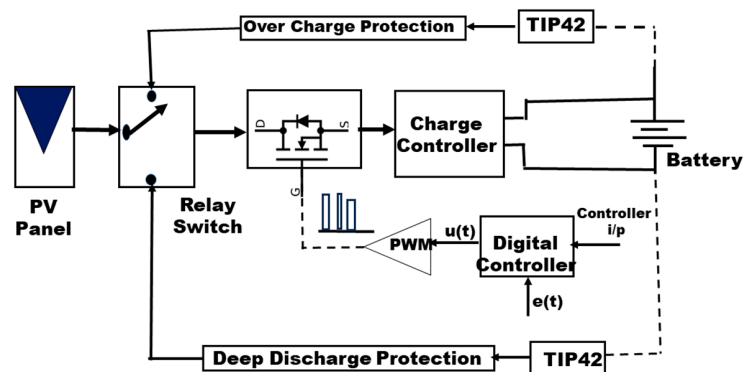 Over Charge Protection
TIP42
PV
Panel
Relay
Switch
D
S
G
Charge
Controller
Battery
PWM
u(t)
Digital
Controller
Controller
i/p
e(t)
Deep Discharge Protection
TIP42